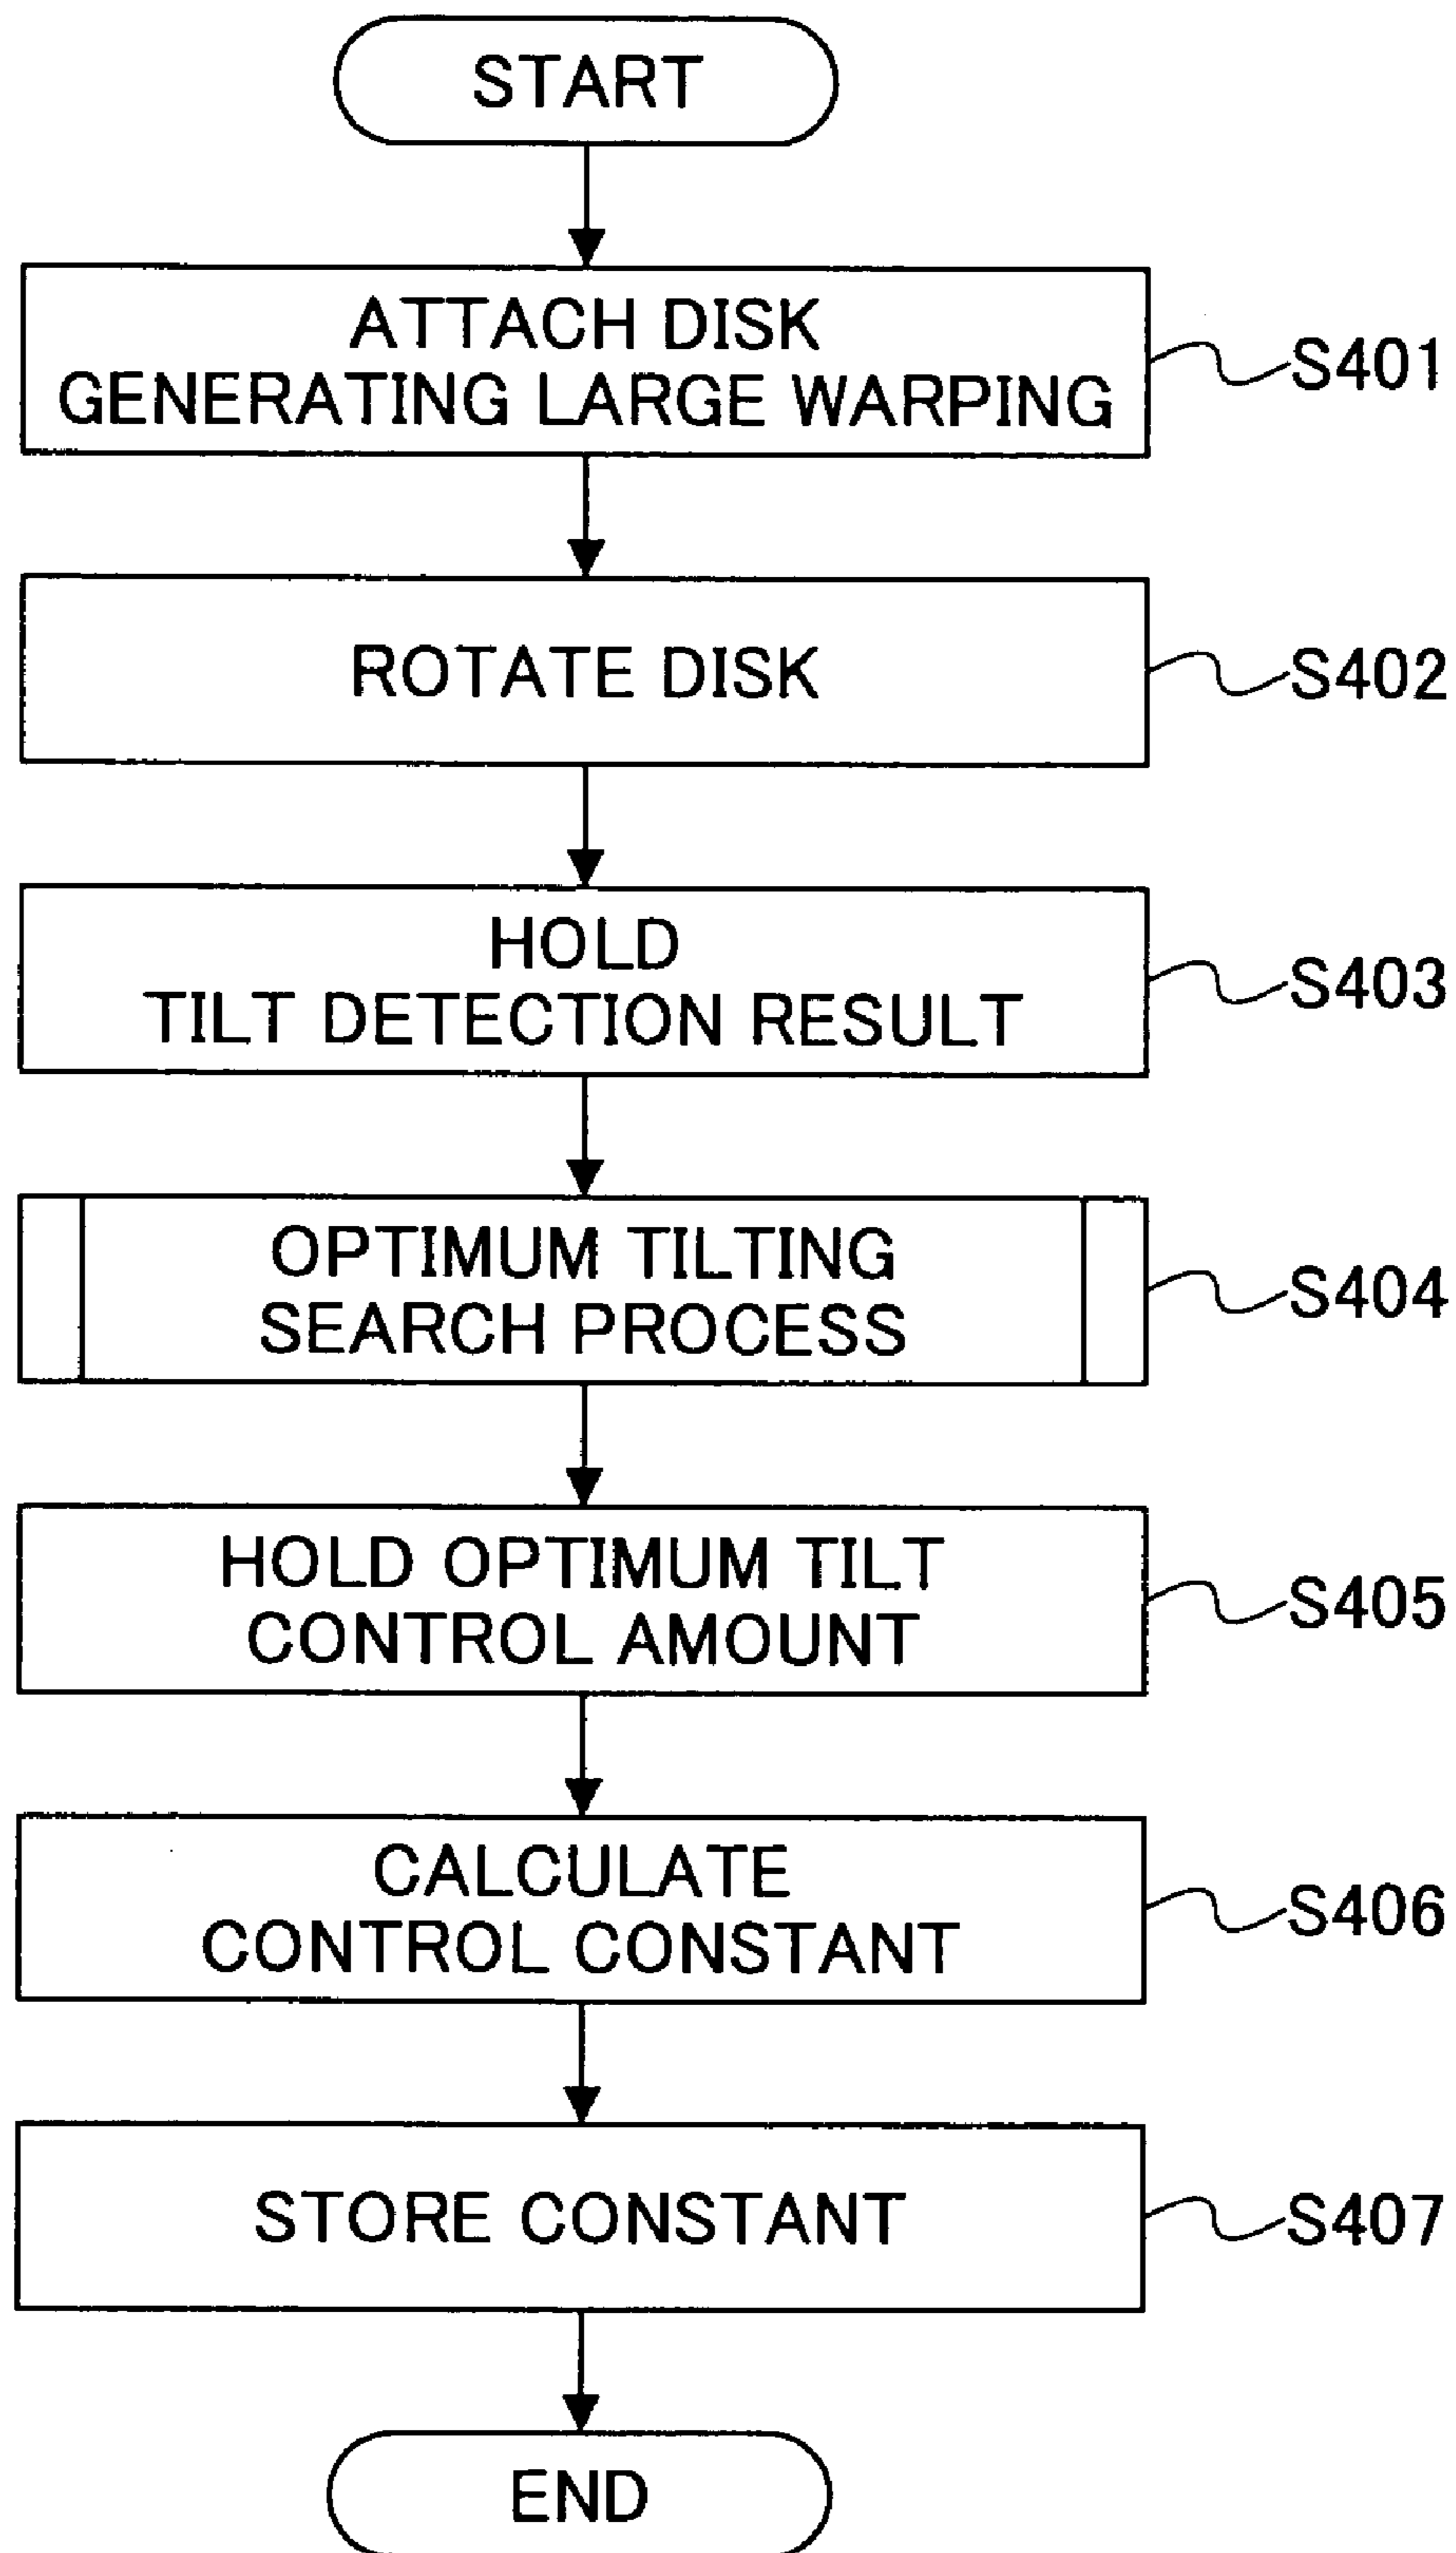 START
ATTACH DISK
GENERATING LARGE WARPING
S401
ROTATE DISK
S402
HOLD
TILT DETECTION RESULT
S403
OPTIMUM TILTING
SEARCH PROCESS
S404
HOLD OPTIMUM TILT
CONTROL AMOUNT
S405
CALCULATE
CONTROL CONSTANT
S406
STORE CONSTANT
S407
END